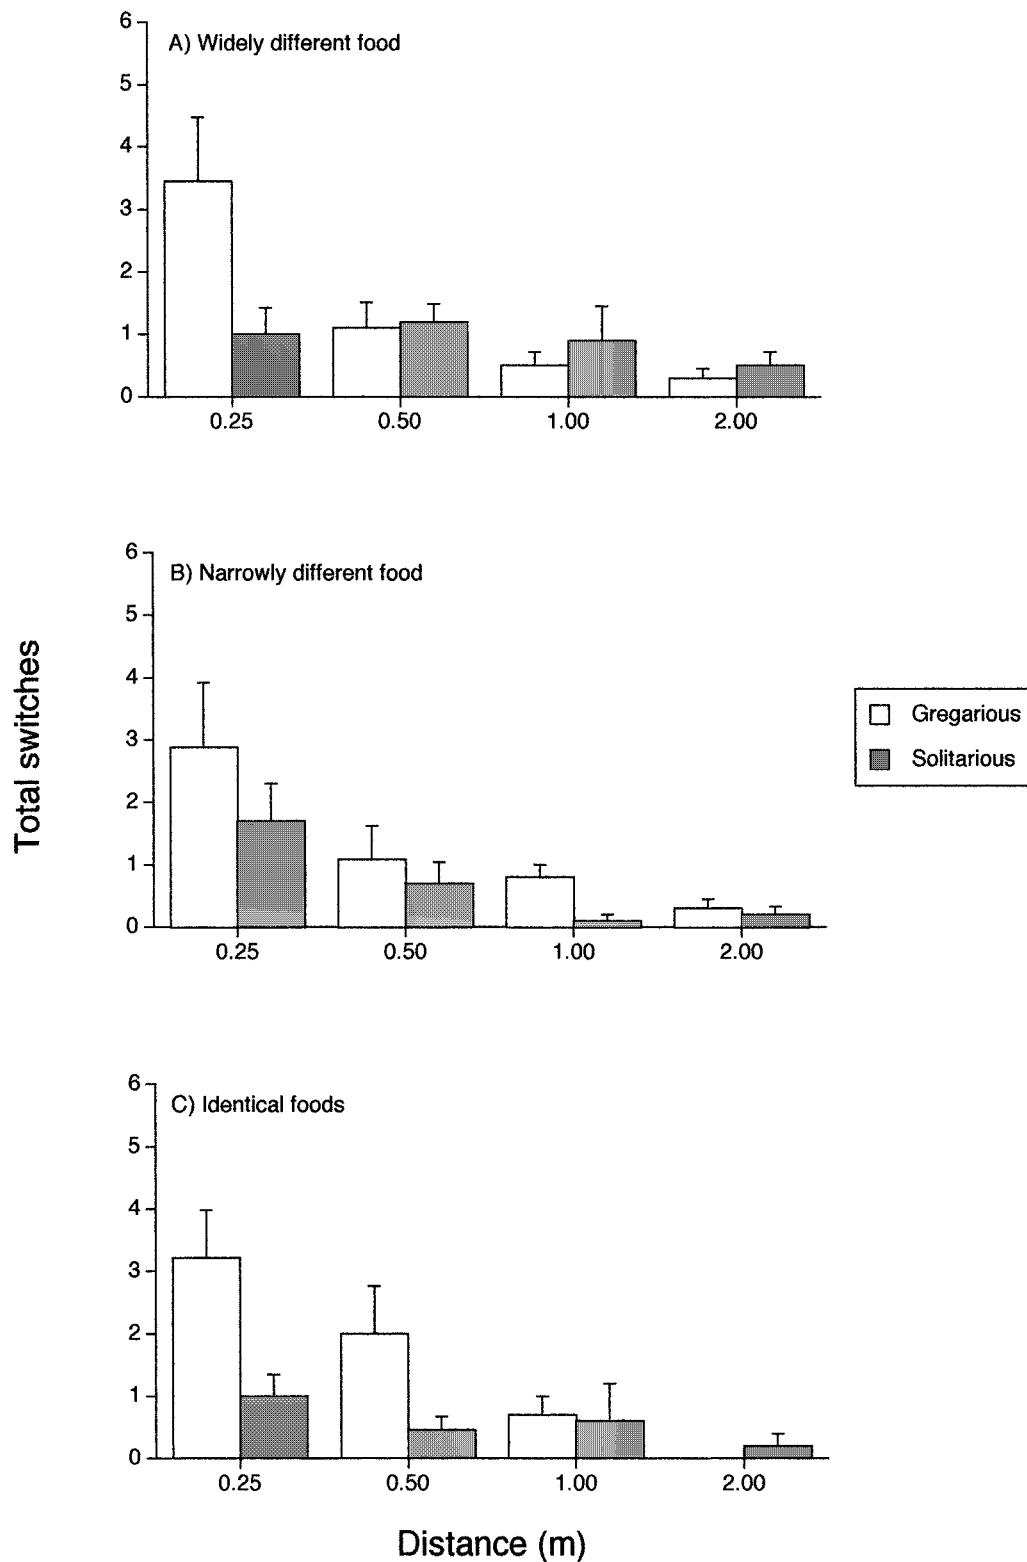 A) Widely different food
6
5
4
3
2
1
0
0.25 0.50 1.00 2.00
B) Narrowly different food
6
5
4
3
2
1
0
0.25 0.50 1.00 2.00
Total switches
Gregarious
Solitarious
C) Identical foods
6
5
4
3
2
1
0
0.25 0.50 1.00 2.00
Distance (m)